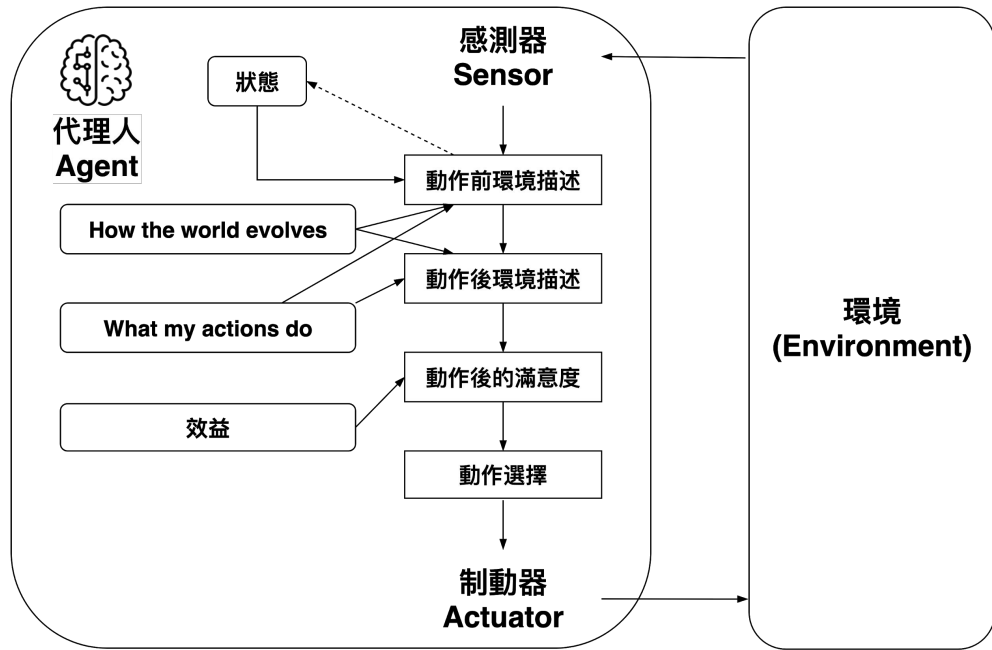 感測器
Sensor
狀態
代理人
Agent
動作前環境描述
How the world evolves
動作後環境描述
What my actions do
動作後的滿意度
效益
動作選擇
制動器
Actuator
環境
(Environment)